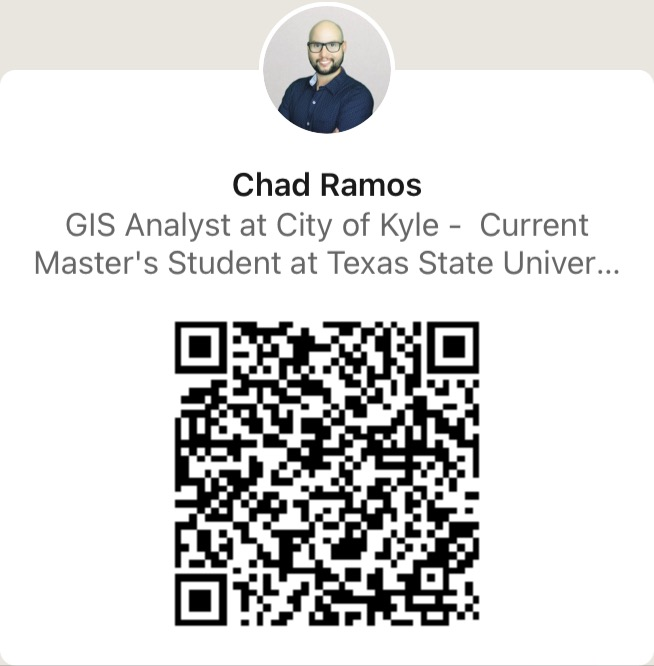 Chad Ramos
GIS Analyst at City of Kyle - Current
Master's Student at Texas State Univer...